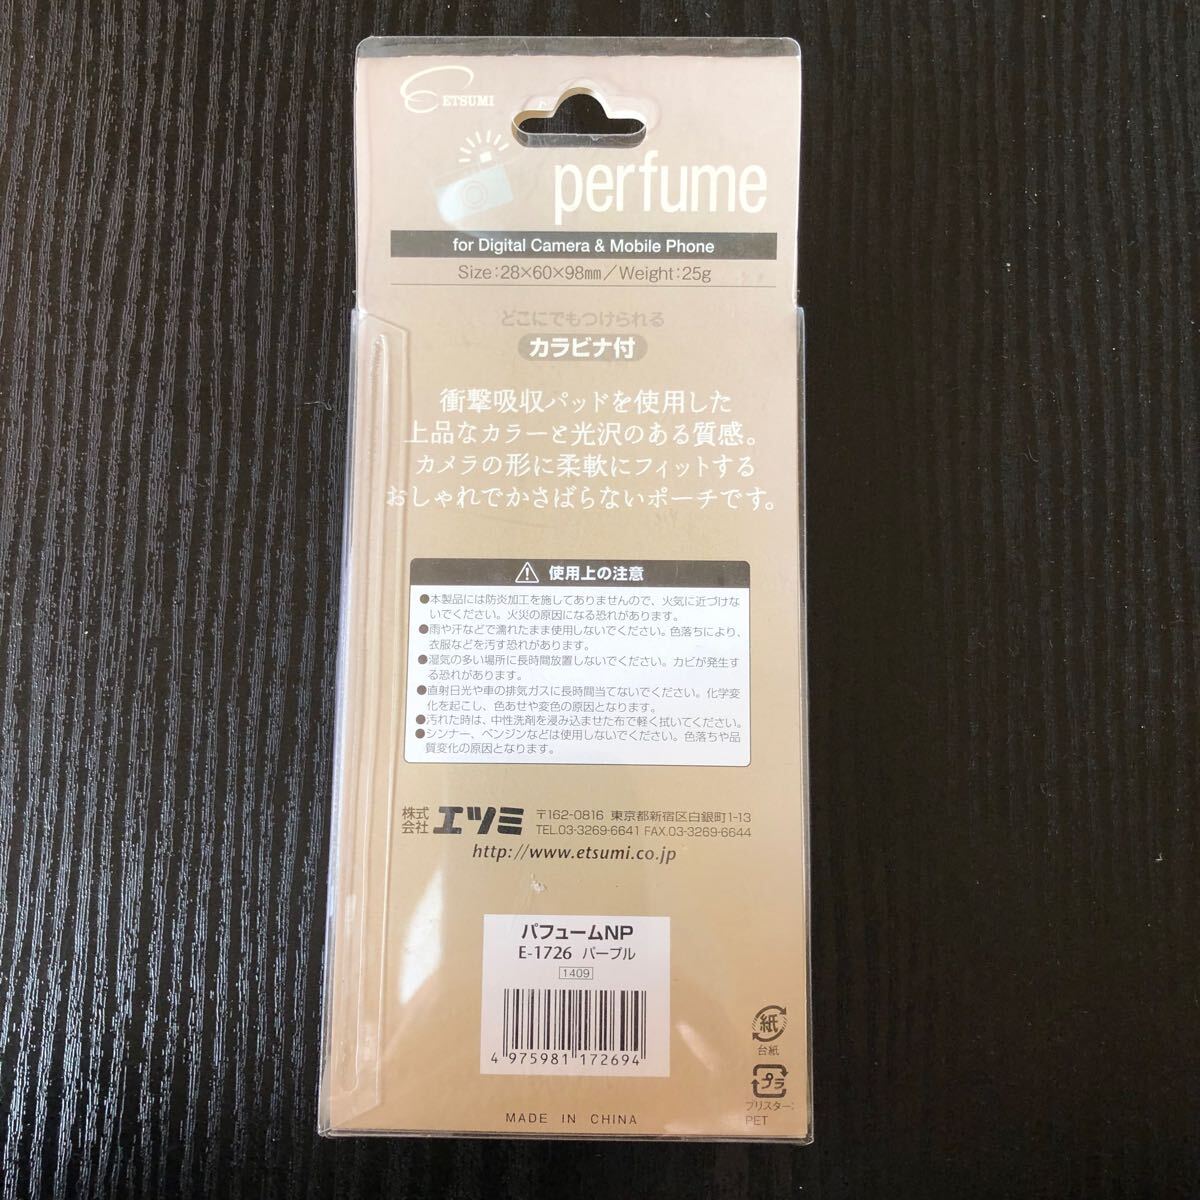 ETSUMI
perfume
for Digital Camera & Mobile Phone
Size:28×60×98㎜／Weight:25g
どこにでもつけられる
カラビナ付
衝撃吸収パッドを使用した
上品なカラーと光沢のある質感。
カメラの形に柔軟にフィットする
おしゃれでかさばらないポーチです。
使用上の注意
●本製品には防炎加工を施してありませんので、火気に近づけな
いでください。火災の原因になる恐れがあります。
●雨や汗などで濡れたまま使用しないでください。色落ちにより、
衣服などを汚す恐れがあります。
●湿気の多い場所に長時間放置しないでください。カビが発生す
る恐れがあります。
●直射日光や車の排気ガスに長時間当てないでください。化学変
化を起こし、色あせや変色の原因となります。
●汚れた時は、中性洗剤を浸み込ませた布で軽く拭いてください。
●シンナー、ベンジンなどは使用しないでください。色落ちや品
質変化の原因となります。
株式会社 エツミ
〒162-0816 東京都新宿区白銀町1-13
TEL.03-3269-6641 FAX.03-3269-6644
http://www.etsumi.co.jp
パフュームNP
E-1726 パープル
1409
4 975981 172694
紙
台紙
プラ
ブリスター:
PET
MADE IN CHINA